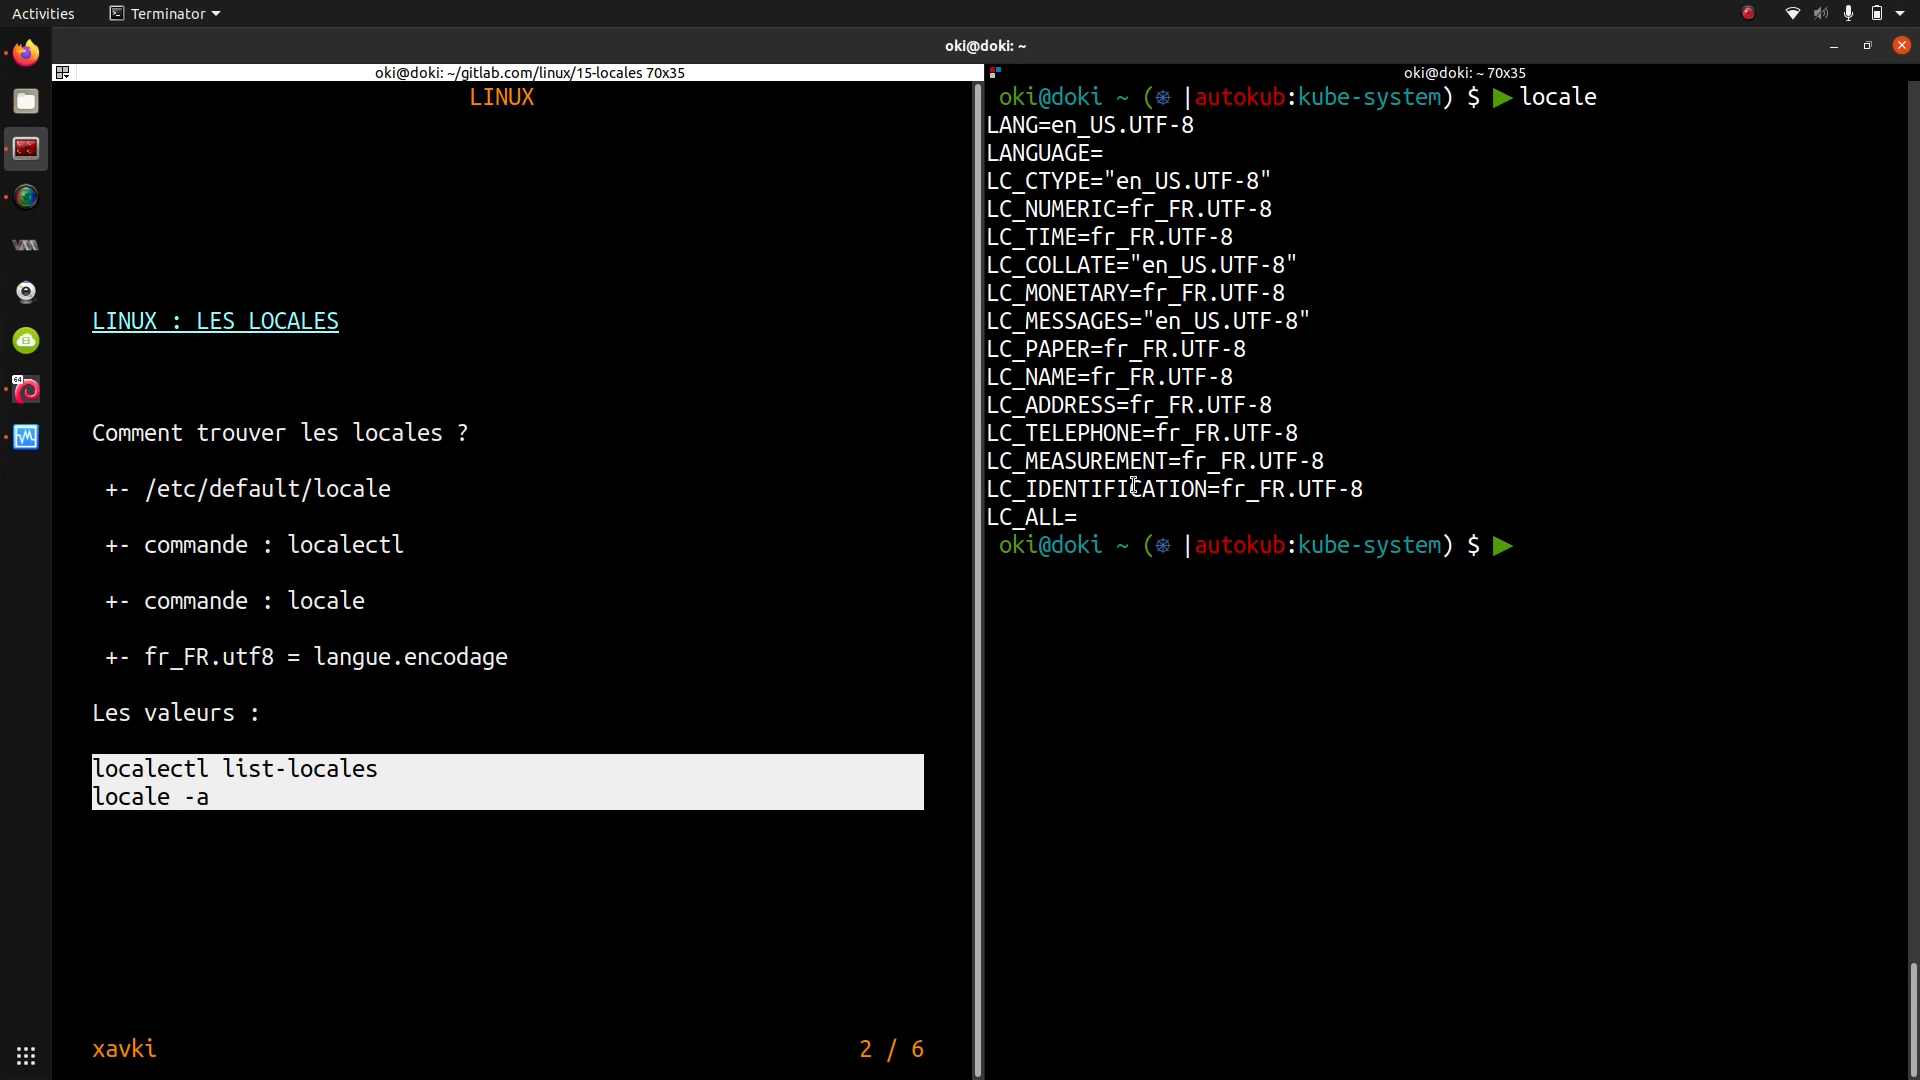 Activities
Terminator
oki@doki: ~
oki@doki: ~/gitlab.com/linux/15-locales 70x35
LINUX
LINUX : LES LOCALES
Comment trouver les locales ?
+- /etc/default/locale
+- commande : localectl
+- commande : locale
+- fr_FR.utf8 = langue.encodage
Les valeurs :
localectl list-locales
locale -a
xavki
2 / 6
oki@doki: ~ 70x35
oki@doki ~ (⎈ |autokub:kube-system) $ ▶ locale
LANG=en_US.UTF-8
LANGUAGE=
LC_CTYPE="en_US.UTF-8"
LC_NUMERIC=fr_FR.UTF-8
LC_TIME=fr_FR.UTF-8
LC_COLLATE="en_US.UTF-8"
LC_MONETARY=fr_FR.UTF-8
LC_MESSAGES="en_US.UTF-8"
LC_PAPER=fr_FR.UTF-8
LC_NAME=fr_FR.UTF-8
LC_ADDRESS=fr_FR.UTF-8
LC_TELEPHONE=fr_FR.UTF-8
LC_MEASUREMENT=fr_FR.UTF-8
LC_IDENTIFICATION=fr_FR.UTF-8
LC_ALL=
oki@doki ~ (⎈ |autokub:kube-system) $ ▶